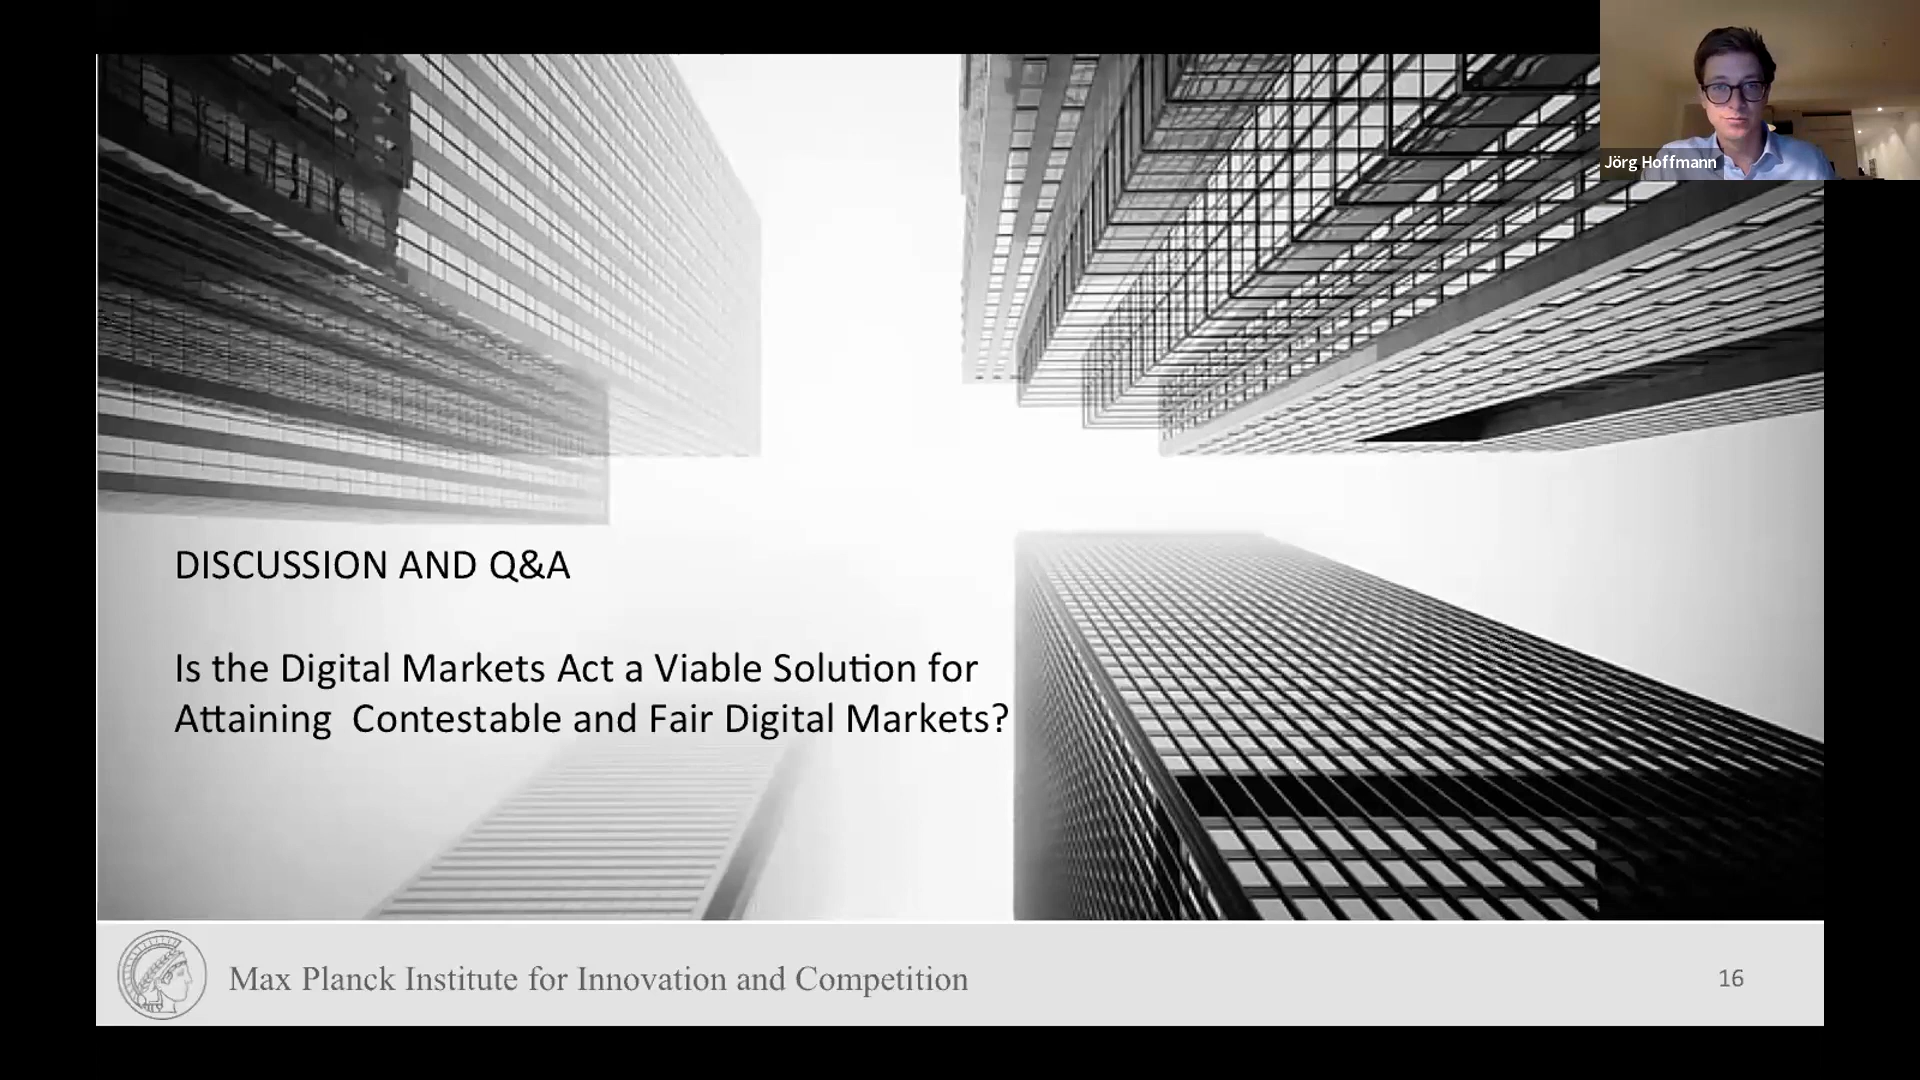 Jörg Hoffmann
DISCUSSION AND Q&A
Is the Digital Markets Act a Viable Solution for
Attaining  Contestable and Fair Digital Markets?
Max Planck Institute for Innovation and Competition
16